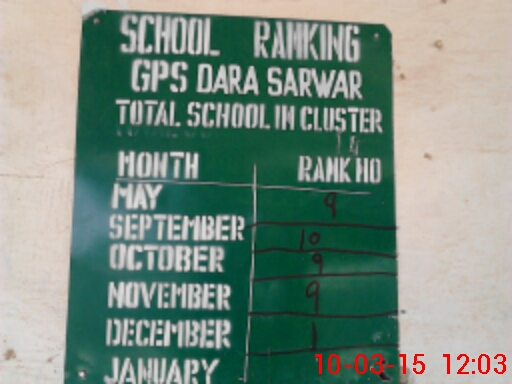 SCHOOL RANKING
GPS DARA SARWAR
TOTAL SCHOOL IN CLUSTER
14
MONTH RANK NO
MAY 9
SEPTEMBER 10
OCTOBER 9
NOVEMBER 9
DECEMBER 1
JANUARY
10-03-15 12:03